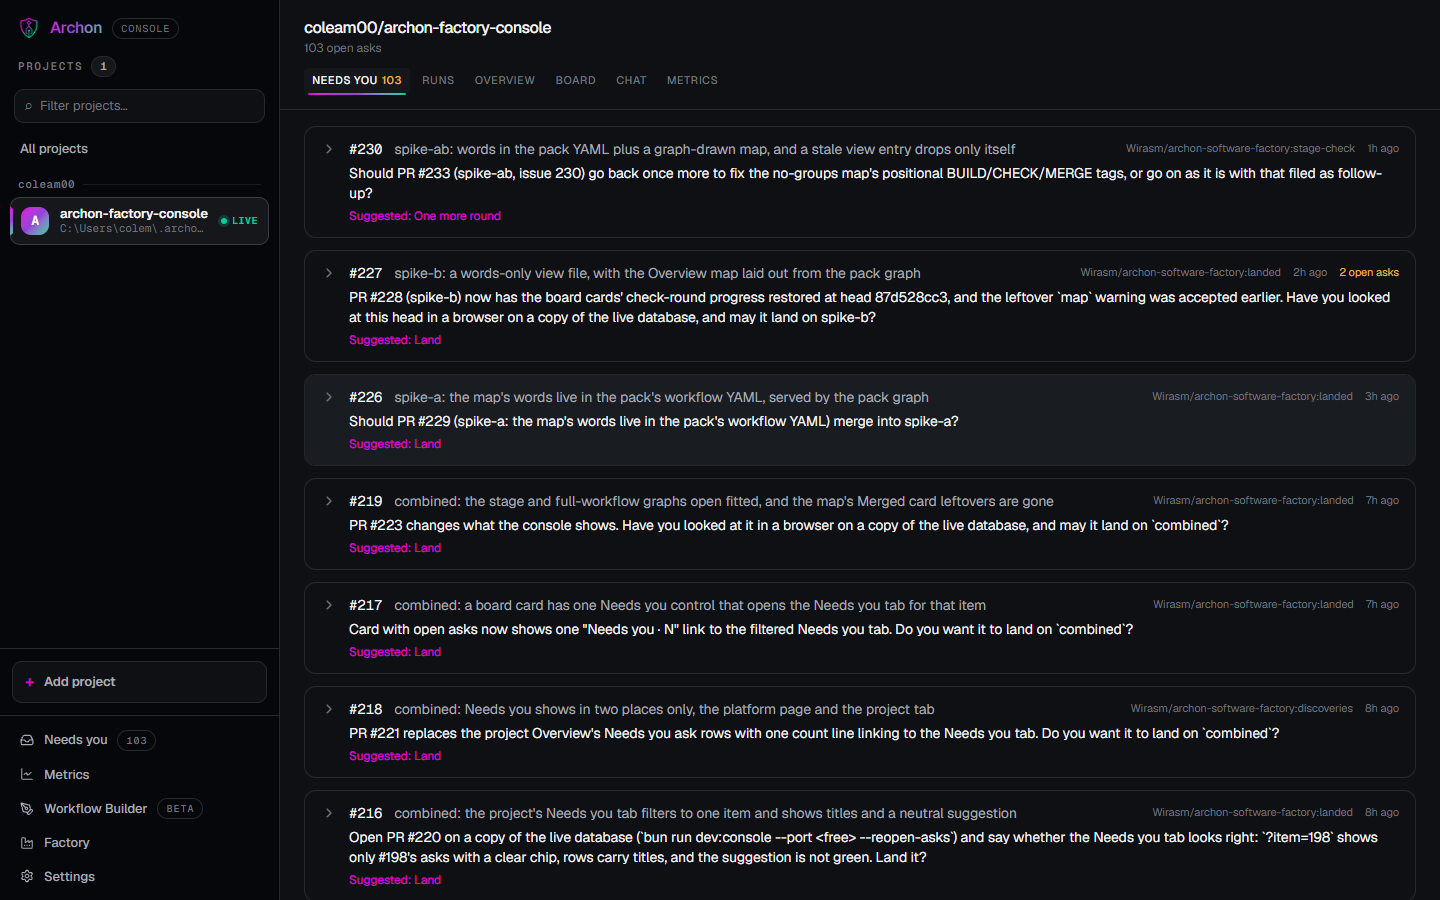 Archon CONSOLE
PROJECTS 1
Filter projects...
All projects
coleam00
A archon-factory-console LIVE
C:\Users\colem\.archo…
+ Add project
Needs you 103
Metrics
Workflow Builder BETA
Factory
Settings
coleam00/archon-factory-console
103 open asks
NEEDS YOU 103 RUNS OVERVIEW BOARD CHAT METRICS
#230 spike-ab: words in the pack YAML plus a graph-drawn map, and a stale view entry drops only itself Wirasm/archon-software-factory:stage-check 1h ago
Should PR #233 (spike-ab, issue 230) go back once more to fix the no-groups map's positional BUILD/CHECK/MERGE tags, or go on as it is with that filed as follow-
up?
Suggested: One more round
#227 spike-b: a words-only view file, with the Overview map laid out from the pack graph Wirasm/archon-software-factory:landed 2h ago 2 open asks
PR #228 (spike-b) now has the board cards' check-round progress restored at head 87d528cc3, and the leftover `map` warning was accepted earlier. Have you looked
at this head in a browser on a copy of the live database, and may it land on spike-b?
Suggested: Land
#226 spike-a: the map's words live in the pack's workflow YAML, served by the pack graph Wirasm/archon-software-factory:landed 3h ago
Should PR #229 (spike-a: the map's words live in the pack's workflow YAML) merge into spike-a?
Suggested: Land
#219 combined: the stage and full-workflow graphs open fitted, and the map's Merged card leftovers are gone Wirasm/archon-software-factory:landed 7h ago
PR #223 changes what the console shows. Have you looked at it in a browser on a copy of the live database, and may it land on `combined`?
Suggested: Land
#217 combined: a board card has one Needs you control that opens the Needs you tab for that item Wirasm/archon-software-factory:landed 7h ago
Card with open asks now shows one "Needs you · N" link to the filtered Needs you tab. Do you want it to land on `combined`?
Suggested: Land
#218 combined: Needs you shows in two places only, the platform page and the project tab Wirasm/archon-software-factory:discoveries 8h ago
PR #221 replaces the project Overview's Needs you ask rows with one count line linking to the Needs you tab. Do you want it to land on `combined`?
Suggested: Land
#216 combined: the project's Needs you tab filters to one item and shows titles and a neutral suggestion Wirasm/archon-software-factory:landed 8h ago
Open PR #220 on a copy of the live database (`bun run dev:console --port <free> --reopen-asks`) and say whether the Needs you tab looks right: `?item=198` shows
only #198's asks with a clear chip, rows carry titles, and the suggestion is not green. Land it?
Suggested: Land